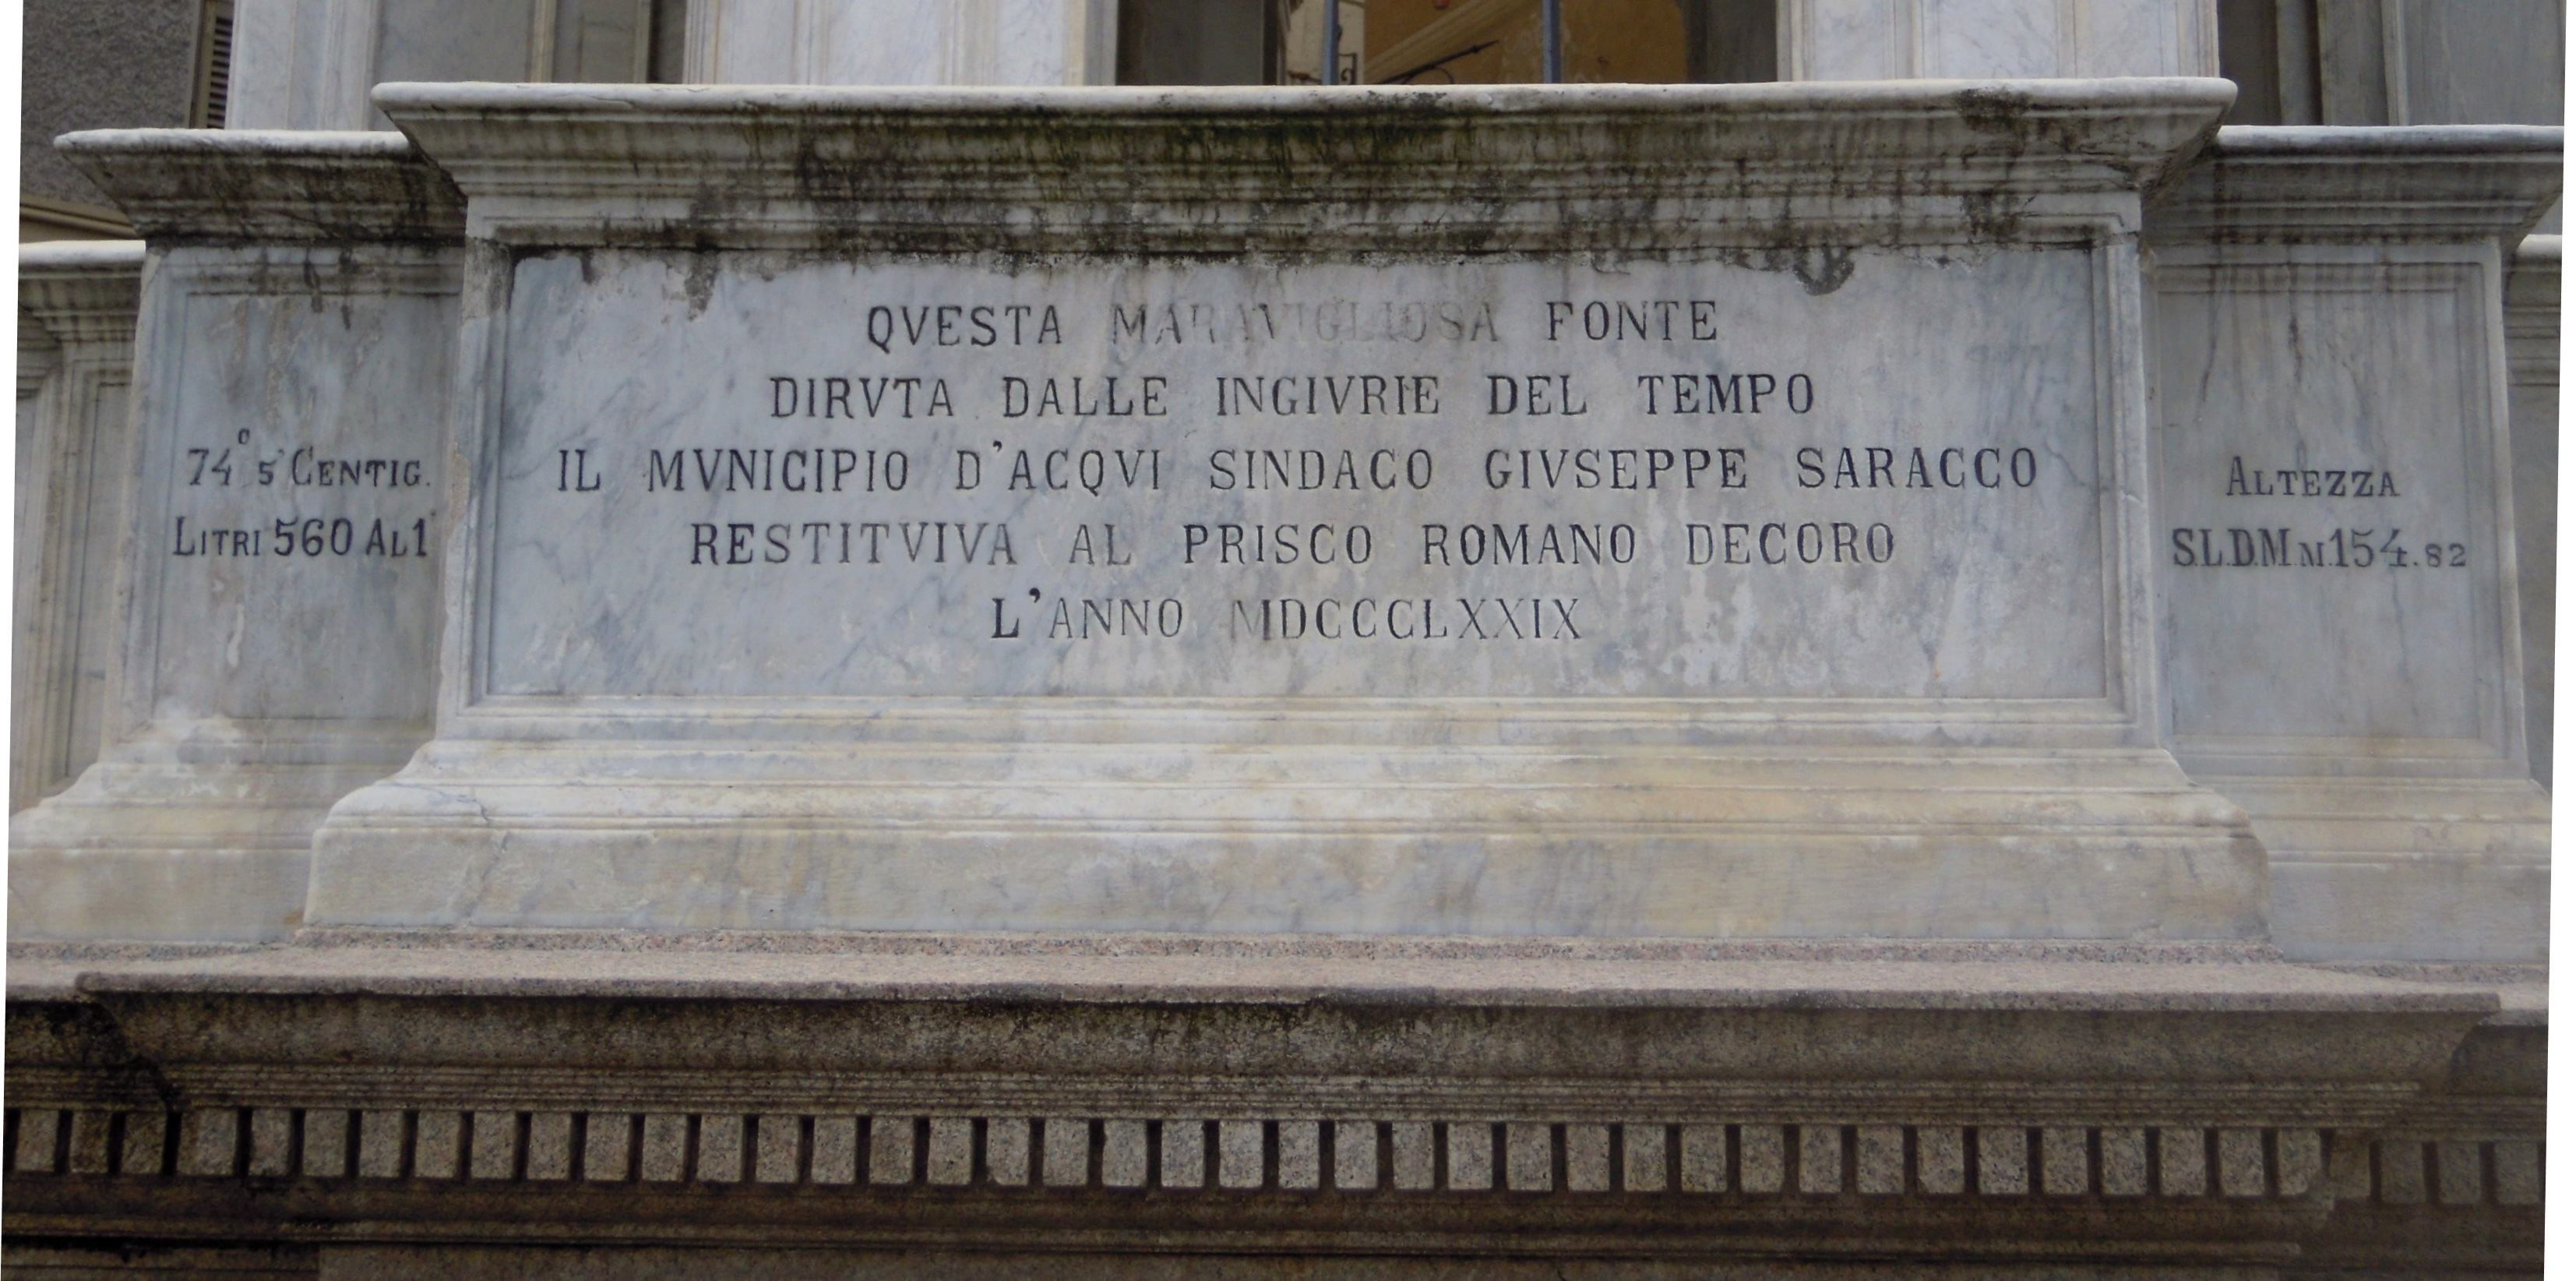 74° 5 CENTIG.
LITRI 560 AL 1'
QVESTA MARAVIGLIOSA FONTE
DIRVTA DALLE INGIVRIE DEL TEMPO
IL MVNICIPIO D'ACQVI SINDACO GIVSEPPE SARACCO
RESTITVIVA AL PRISCO ROMANO DECORO
L'ANNO MDCCCLXXIX
ALTEZZA
S.L.D.M. M. 154.82